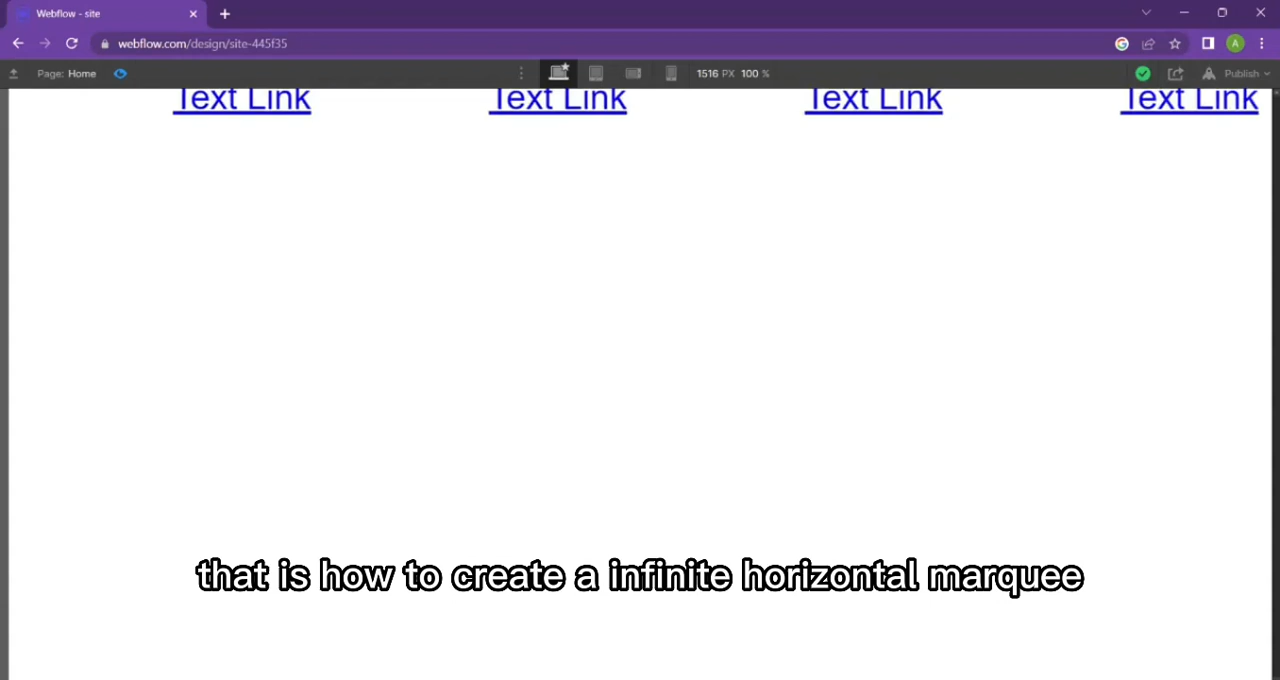 Webflow - site
webflow.com/design/site-445f35
A
Page: Home
1516 PX 100 %
Publish
Text Link Text Link Text Link Text Link
that is how to create a infinite horizontal marquee